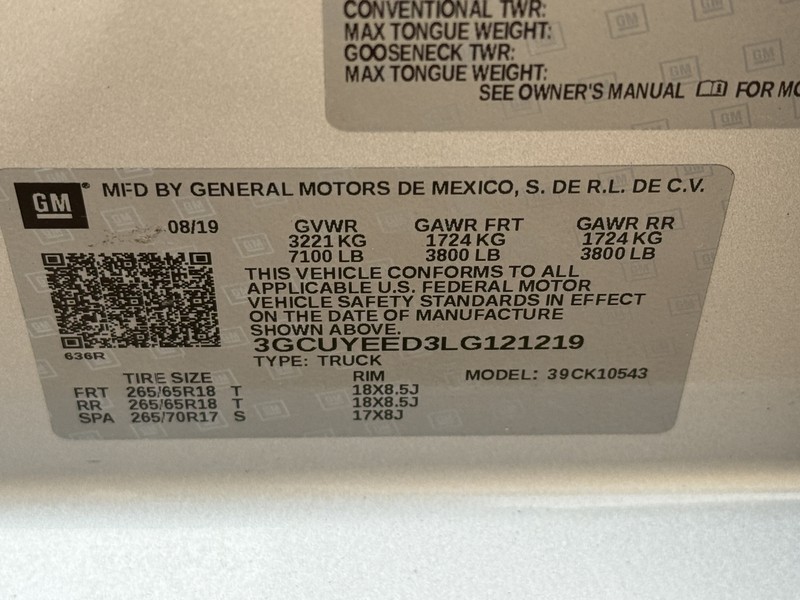 CONVENTIONAL TWR:
MAX TONGUE WEIGHT:
GOOSENECK TWR:
MAX TONGUE WEIGHT:
SEE OWNER'S MANUAL FOR MO
GM® MFD BY GENERAL MOTORS DE MEXICO, S. DE R.L. DE C.V.
08/19 GVWR GAWR FRT GAWR RR
3221 KG 1724 KG 1724 KG
7100 LB 3800 LB 3800 LB
THIS VEHICLE CONFORMS TO ALL
APPLICABLE U.S. FEDERAL MOTOR
VEHICLE SAFETY STANDARDS IN EFFECT
ON THE DATE OF MANUFACTURE
SHOWN ABOVE.
3GCUYEED3LG121219
636R
TYPE: TRUCK
TIRE SIZE RIM MODEL: 39CK10543
FRT 265/65R18 T 18X8.5J
RR 265/65R18 T 18X8.5J
SPA 265/70R17 S 17X8J